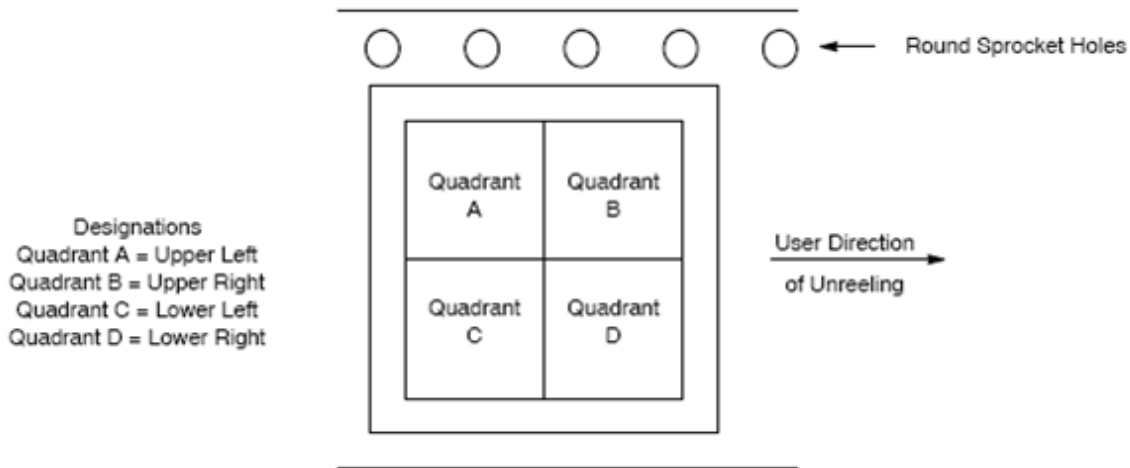 Round Sprocket Holes
Quadrant
A
Quadrant
B
Designations
Quadrant A = Upper Left
Quadrant B = Upper Right
Quadrant C = Lower Left
Quadrant D = Lower Right
User Direction
of Unreeling
Quadrant
C
Quadrant
D